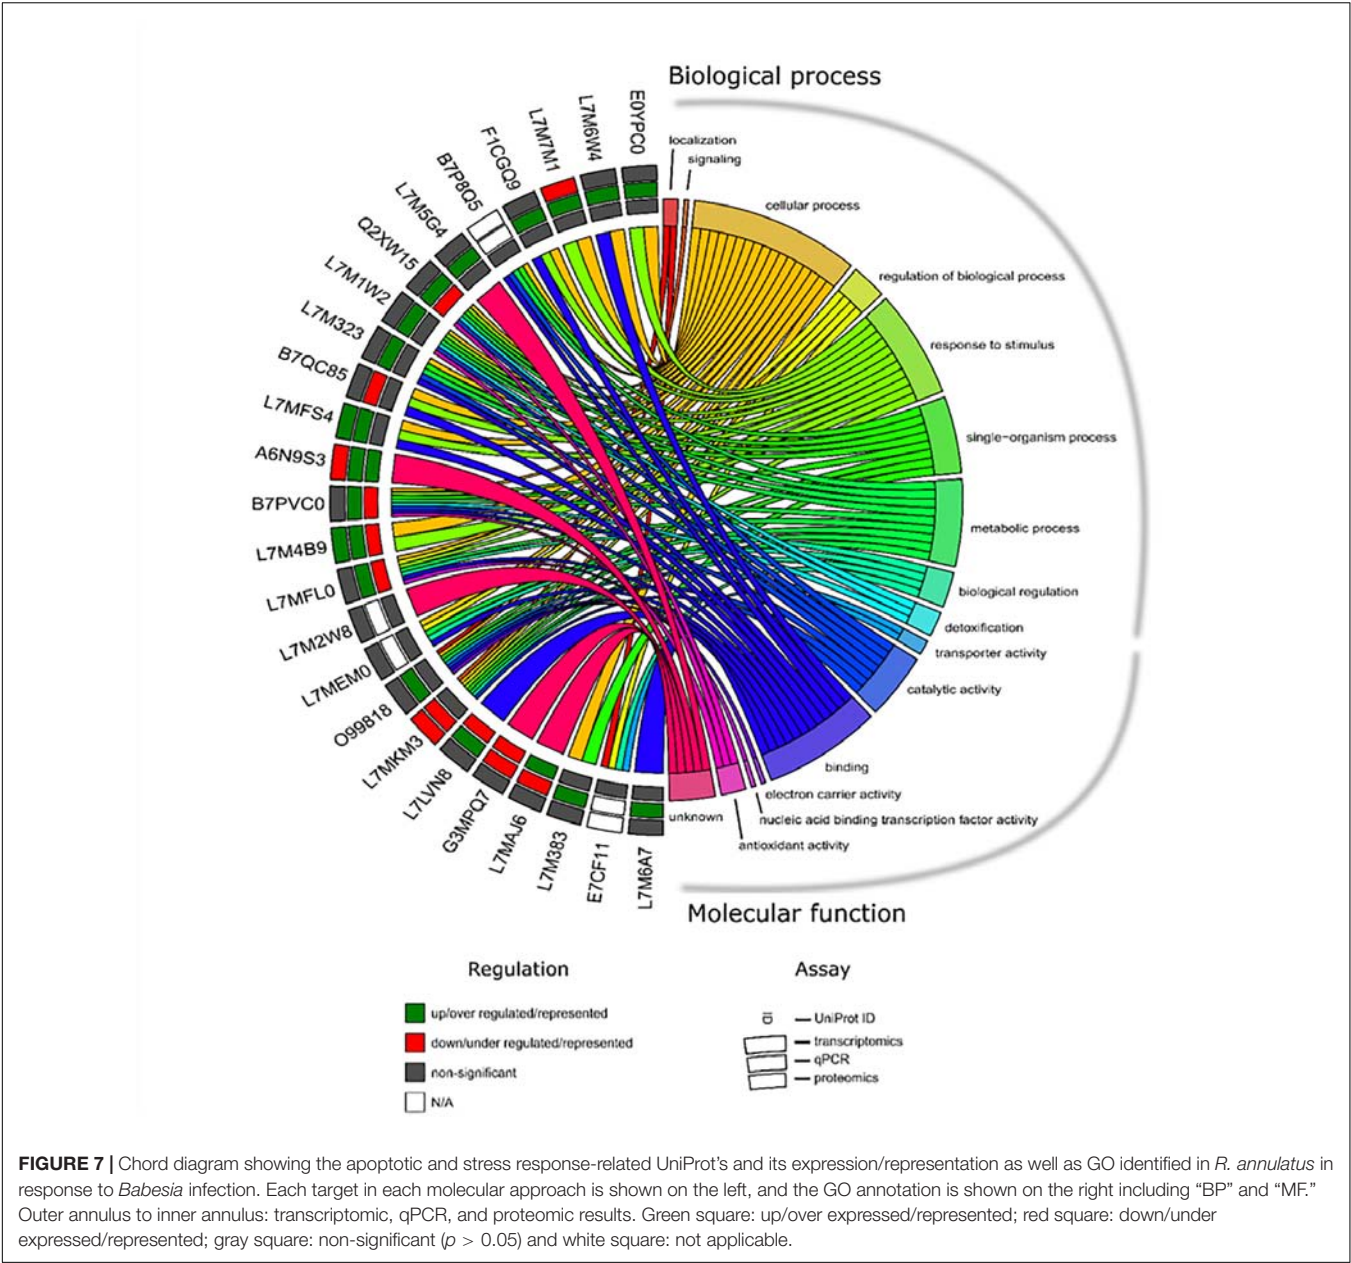 Biological process
localization
signaling
cellular process
regulation of biological process
response to stimulus
single-organism process
metabolic process
biological regulation
detoxification
transporter activity
catalytic activity
binding
electron carrier activity
nucleic acid binding transcription factor activity
antioxidant activity
unknown
Molecular function
E0YPC0
L7M6W4
L7M7M1
F1CGQ9
B7P8Q5
L7M5G4
Q2XW15
L7M1W2
L7M323
B7QC85
L7MFS4
A6N9S3
B7PVC0
L7M4B9
L7MFL0
L7M2W8
L7MEM0
O99818
L7MKM3
L7LVN8
G3MPQ7
L7MAJ6
L7M383
E7CF11
L7M6A7
Regulation
up/over regulated/represented
down/under regulated/represented
non-significant
N/A
Assay
ID
UniProt ID
transcriptomics
qPCR
proteomics
FIGURE 7 | Chord diagram showing the apoptotic and stress response-related UniProt's and its expression/representation as well as GO identified in R. annulatus in
response to Babesia infection. Each target in each molecular approach is shown on the left, and the GO annotation is shown on the right including “BP” and “MF.”
Outer annulus to inner annulus: transcriptomic, qPCR, and proteomic results. Green square: up/over expressed/represented; red square: down/under
expressed/represented; gray square: non-significant (p > 0.05) and white square: not applicable.